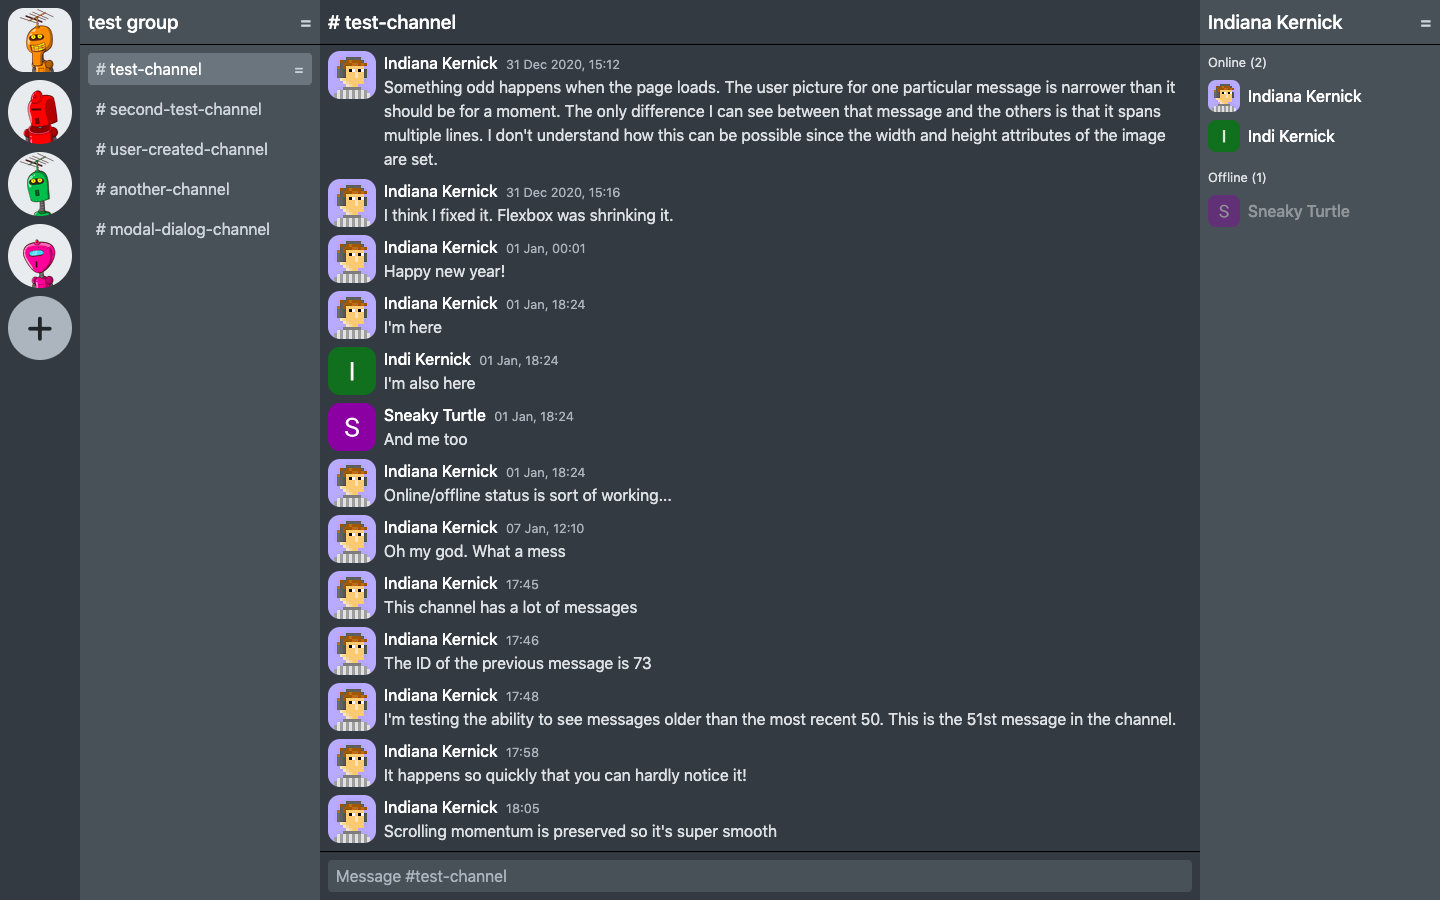 test group
=
# test-channel
=
# second-test-channel
# user-created-channel
# another-channel
# modal-dialog-channel
# test-channel
Indiana Kernick 31 Dec 2020, 15:12
Something odd happens when the page loads. The user picture for one particular message is narrower than it
should be for a moment. The only difference I can see between that message and the others is that it spans
multiple lines. I don't understand how this can be possible since the width and height attributes of the image
are set.
Indiana Kernick 31 Dec 2020, 15:16
I think I fixed it. Flexbox was shrinking it.
Indiana Kernick 01 Jan, 00:01
Happy new year!
Indiana Kernick 01 Jan, 18:24
I'm here
I
Indi Kernick 01 Jan, 18:24
I'm also here
S
Sneaky Turtle 01 Jan, 18:24
And me too
Indiana Kernick 01 Jan, 18:24
Online/offline status is sort of working...
Indiana Kernick 07 Jan, 12:10
Oh my god. What a mess
Indiana Kernick 17:45
This channel has a lot of messages
Indiana Kernick 17:46
The ID of the previous message is 73
Indiana Kernick 17:48
I'm testing the ability to see messages older than the most recent 50. This is the 51st message in the channel.
Indiana Kernick 17:58
It happens so quickly that you can hardly notice it!
Indiana Kernick 18:05
Scrolling momentum is preserved so it's super smooth
Message #test-channel
Indiana Kernick
=
Online (2)
Indiana Kernick
I Indi Kernick
Offline (1)
S Sneaky Turtle